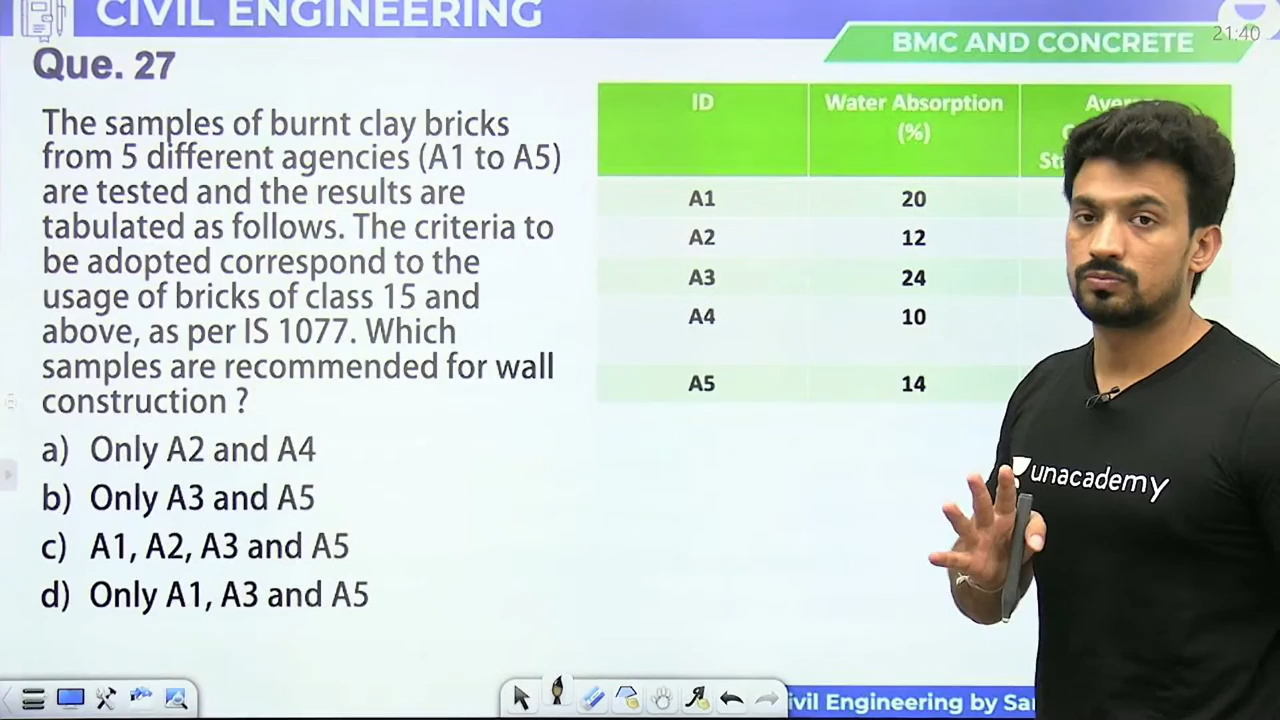 CIVIL ENGINEERING
21:40
BMC AND CONCRETE
Que. 27
The samples of burnt clay bricks
from 5 different agencies (A1 to A5)
are tested and the results are
tabulated as follows. The criteria to
be adopted correspond to the
usage of bricks of class 15 and
above, as per IS 1077. Which
samples are recommended for wall
construction ?
a) Only A2 and A4
b) Only A3 and A5
c) A1, A2, A3 and A5
d) Only A1, A3 and A5
ID Water Absorption
(%)
A1 20
A2 12
A3 24
A4 10
A5 14
unacademy
Engineering by